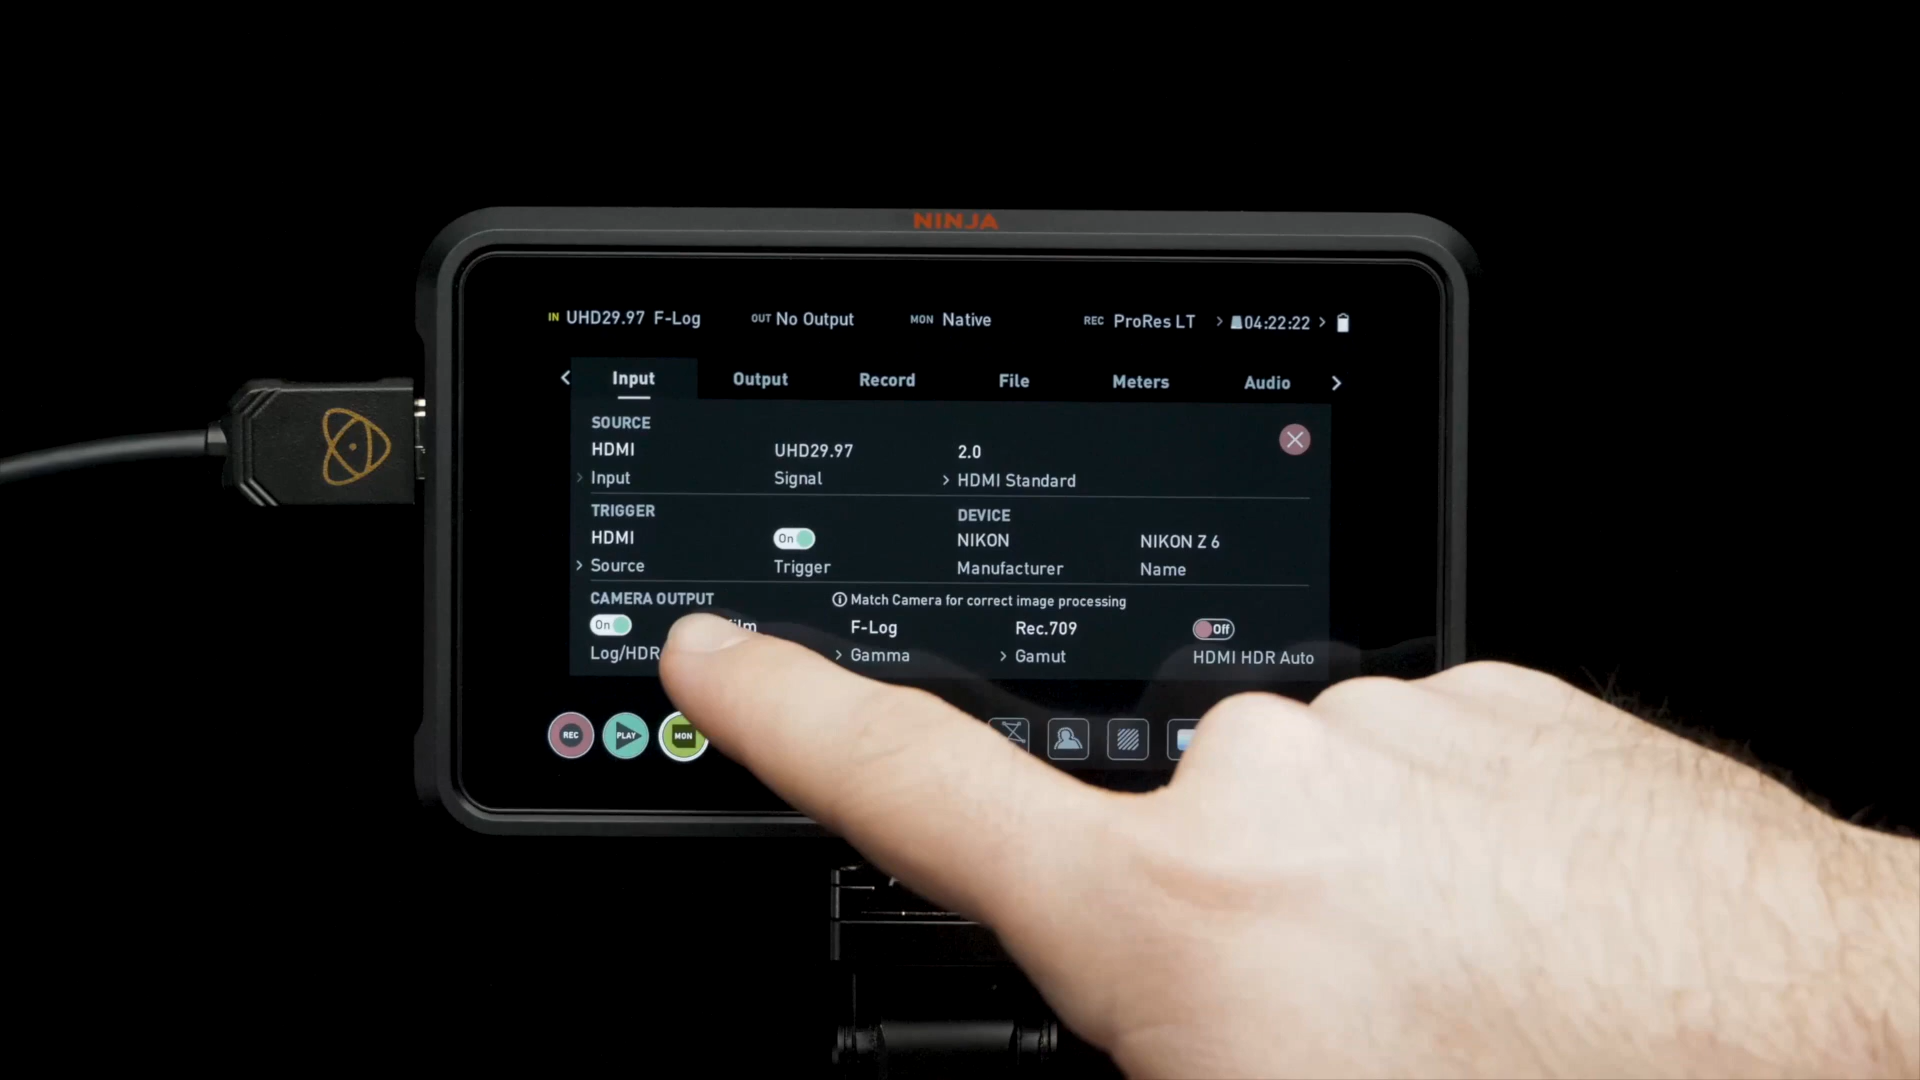 NINJA
IN UHD29.97 F-Log OUT No Output MON Native REC ProRes LT 04:22:22
Input Output Record File Meters Audio
SOURCE
HDMI UHD29.97 2.0
Input Signal HDMI Standard
TRIGGER DEVICE
HDMI On NIKON NIKON Z 6
Source Trigger Manufacturer Name
CAMERA OUTPUT Match Camera for correct image processing
On F-Log Rec.709 Off
Log/HDR Gamma Gamut HDMI HDR Auto
REC PLAY MON